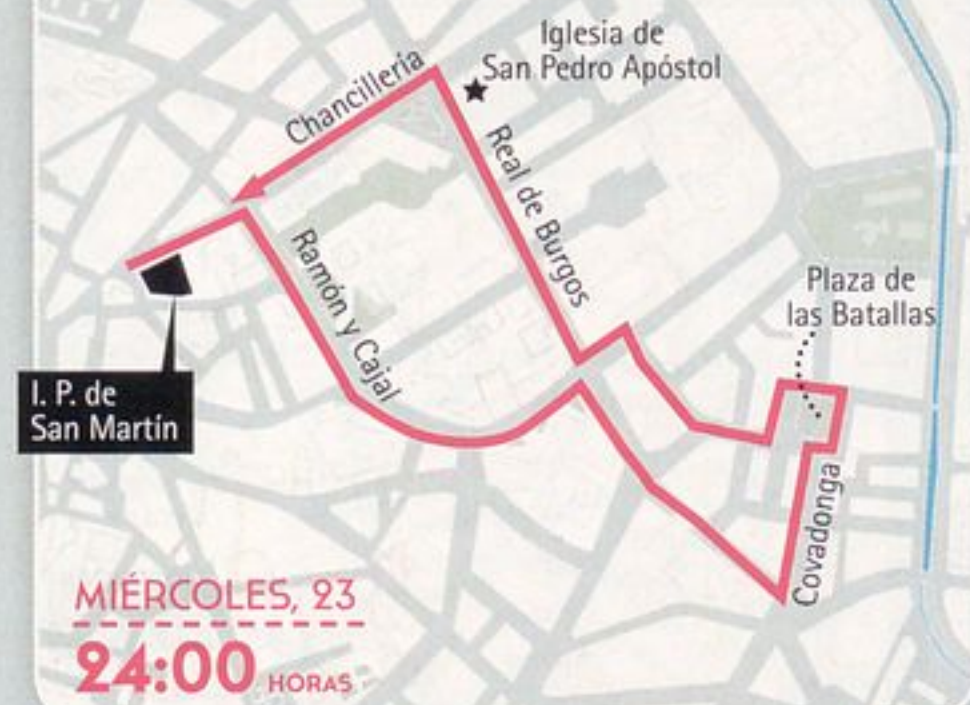 Iglesia de
San Pedro Apóstol
Chancillería
Real de Burgos
Ramón y Cajal
Plaza de
las Batallas
I. P. de
San Martín
Covadonga
MIÉRCOLES, 23
24:00 HORAS